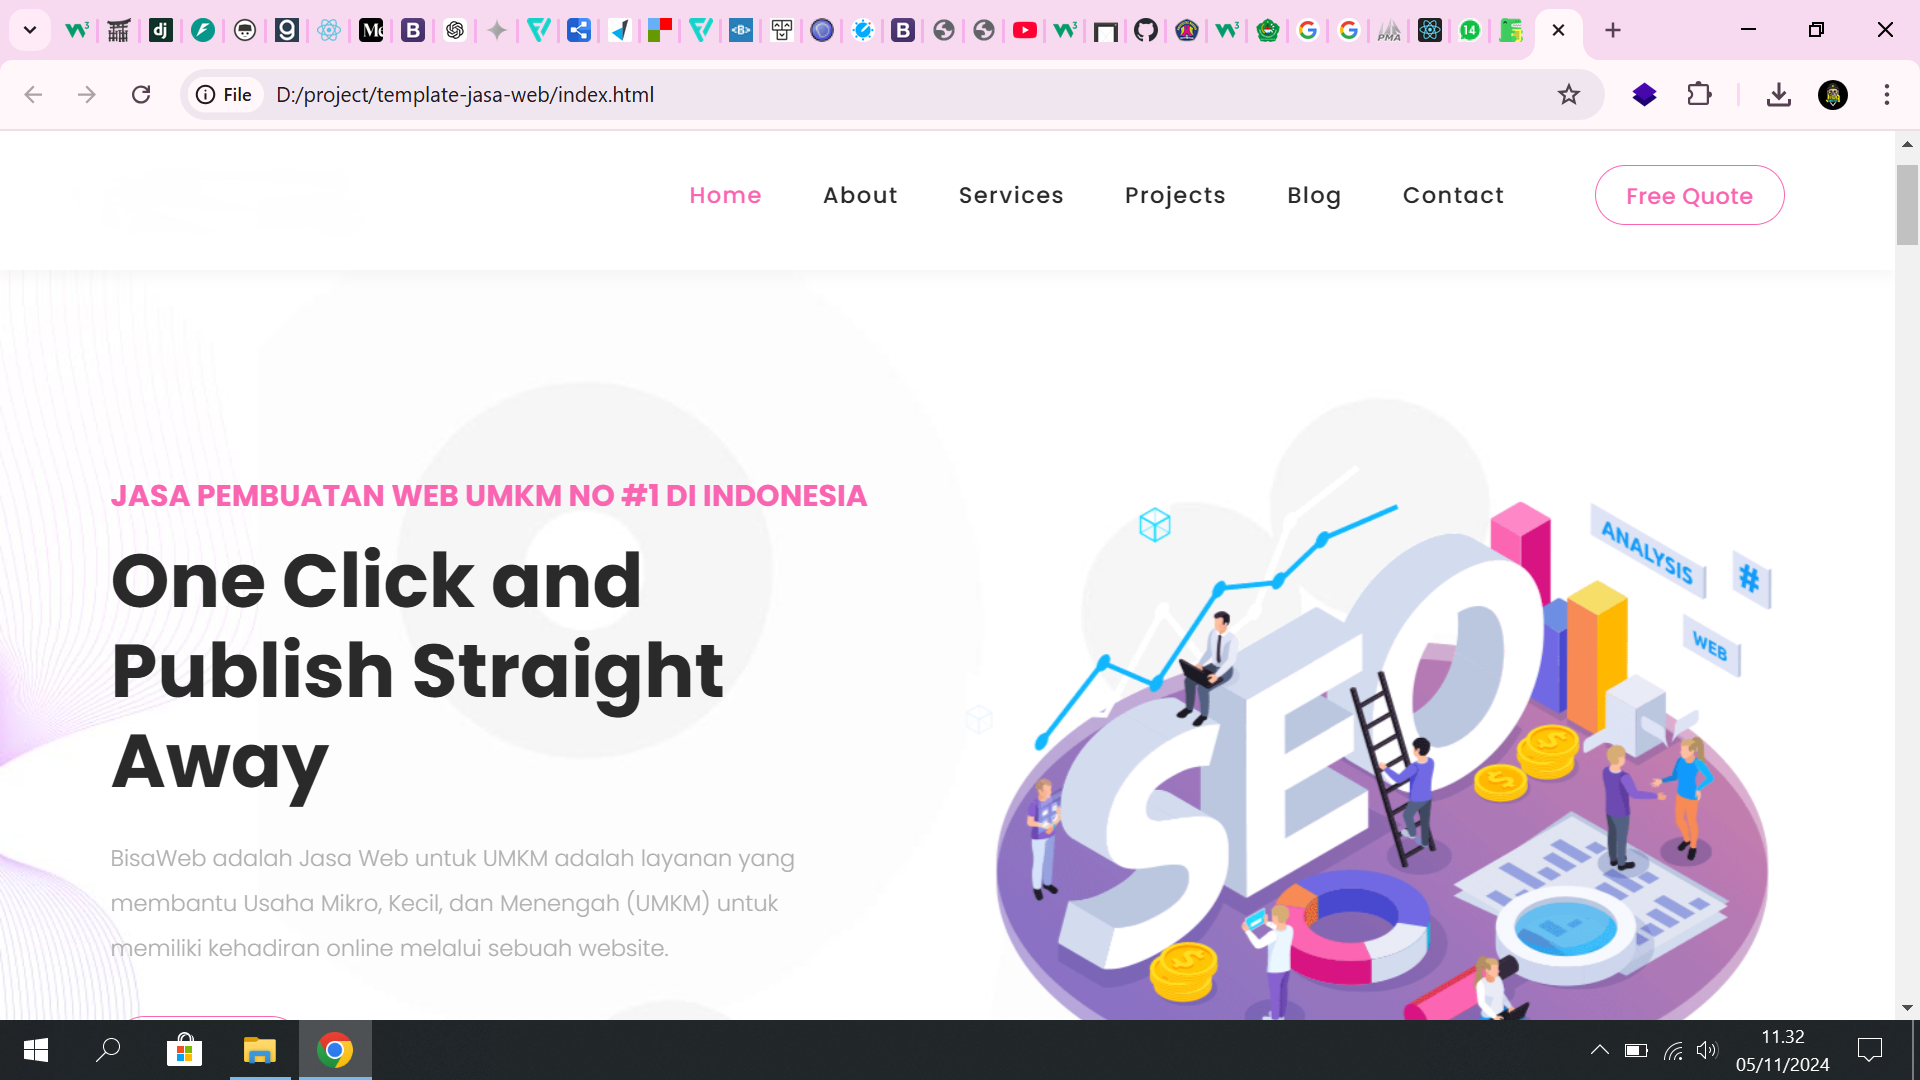 File
D:/project/template-jasa-web/index.html
Home
About
Services
Projects
Blog
Contact
Free Quote
JASA PEMBUATAN WEB UMKM NO #1 DI INDONESIA
One Click and
Publish Straight
Away
BisaWeb adalah Jasa Web untuk UMKM adalah layanan yang
membantu Usaha Mikro, Kecil, dan Menengah (UMKM) untuk
memiliki kehadiran online melalui sebuah website.
ANALYSIS
#
WEB
SEO
11.32
05/11/2024